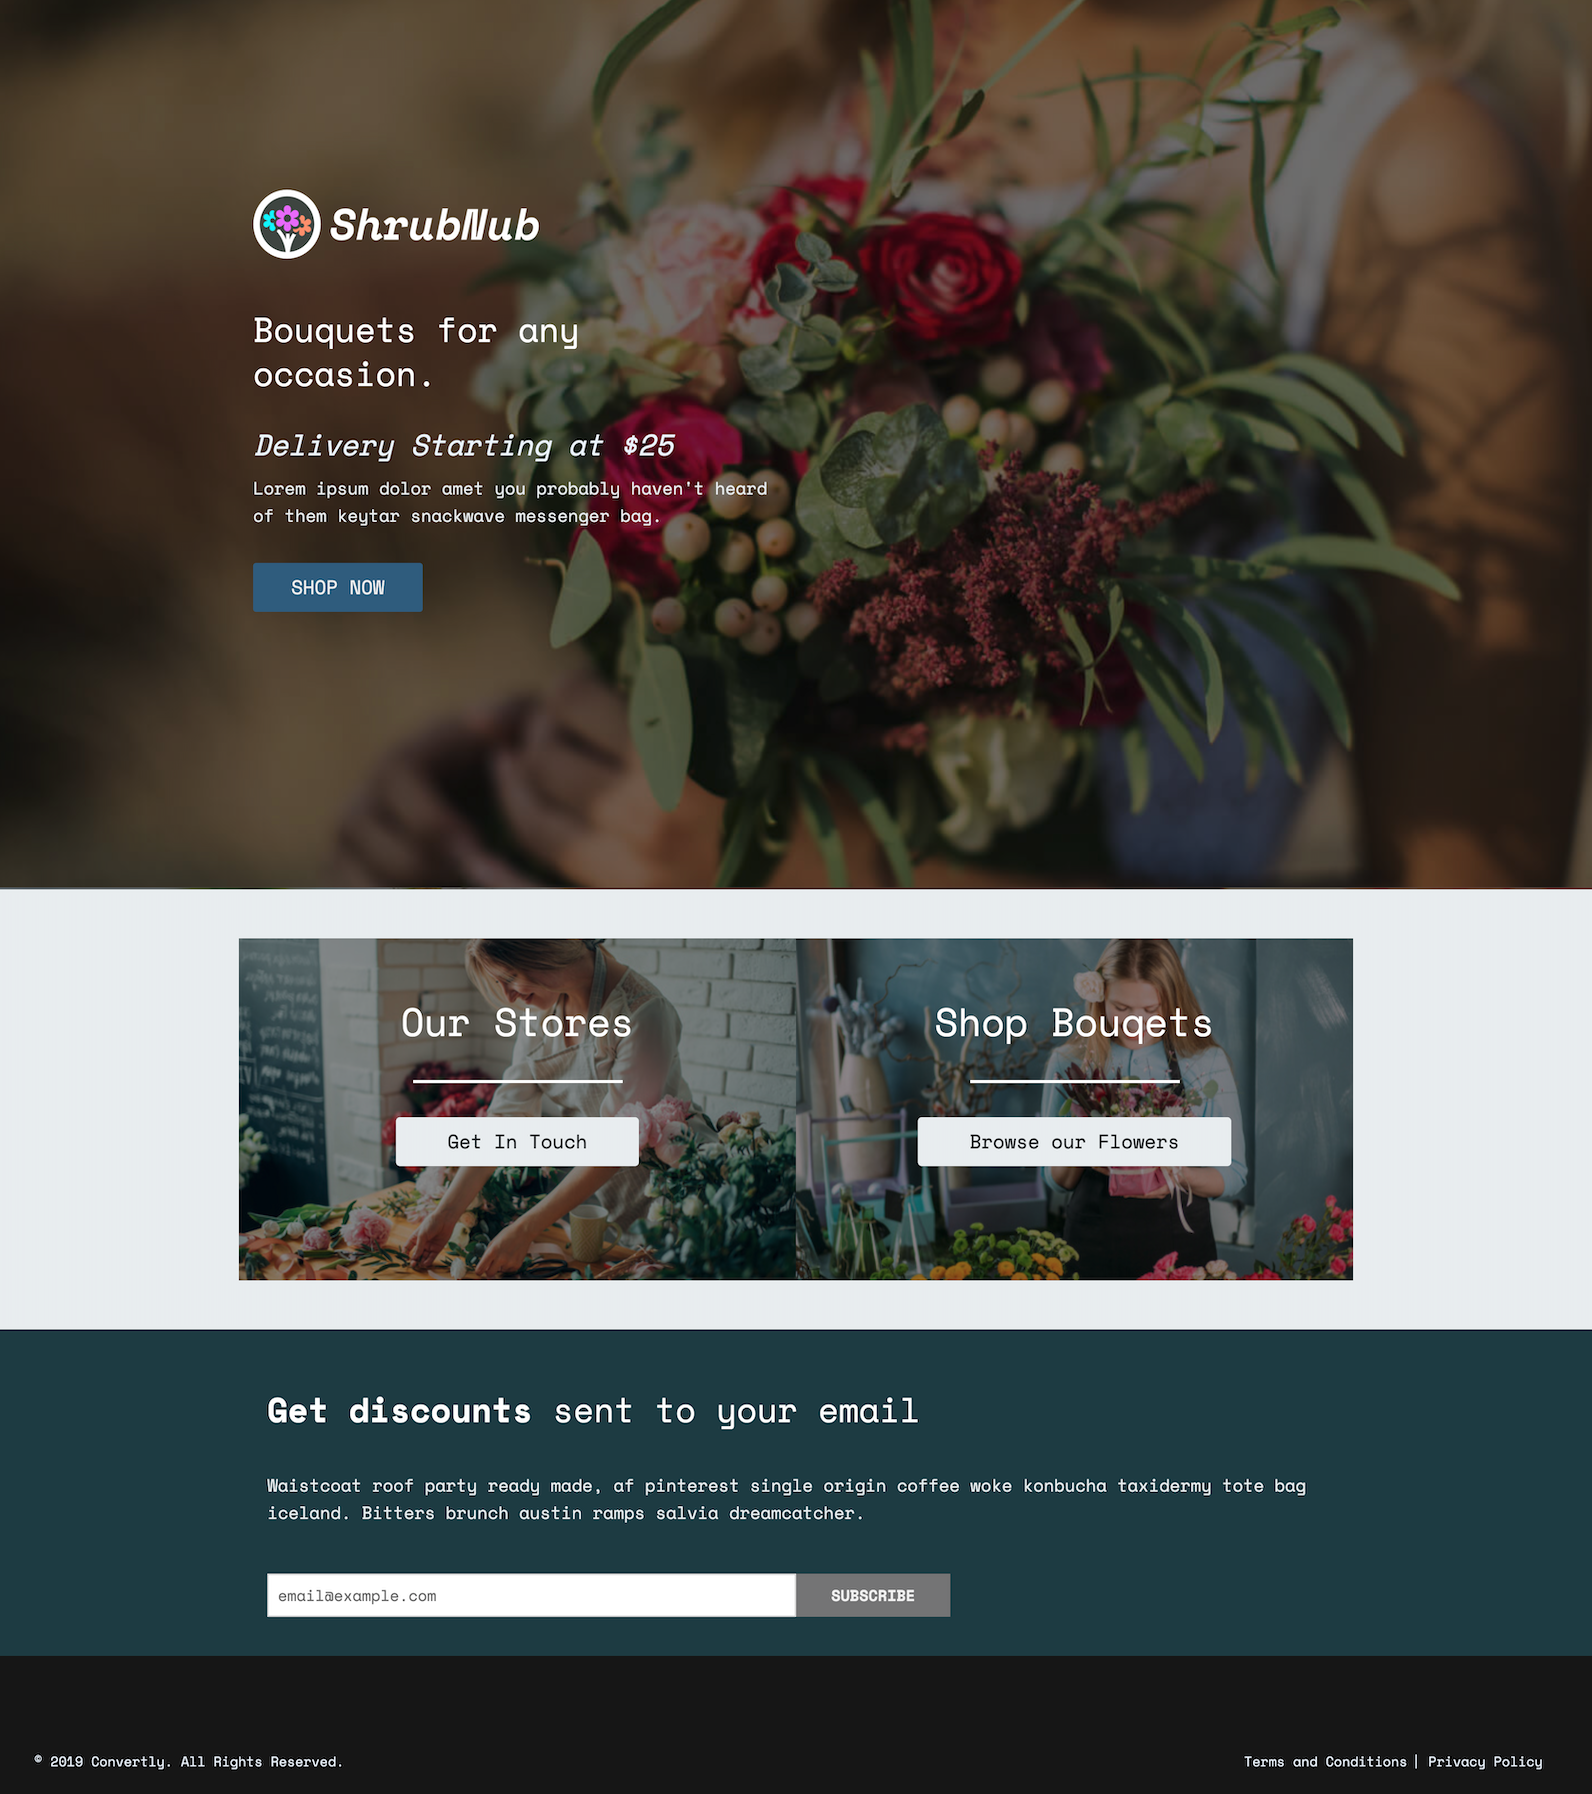 ShrubNub
Bouquets for any
occasion.
Delivery Starting at $25
Lorem ipsum dolor amet you probably haven't heard
of them keytar snackwave messenger bag.
SHOP NOW
Our Stores
Get In Touch
Shop Bouqets
Browse our Flowers
Get discounts sent to your email
Waistcoat roof party ready made, af pinterest single origin coffee woke konbucha taxidermy tote bag
iceland. Bitters brunch austin ramps salvia dreamcatcher.
email@example.com
SUBSCRIBE
© 2019 Convertly. All Rights Reserved.
Terms and Conditions | Privacy Policy